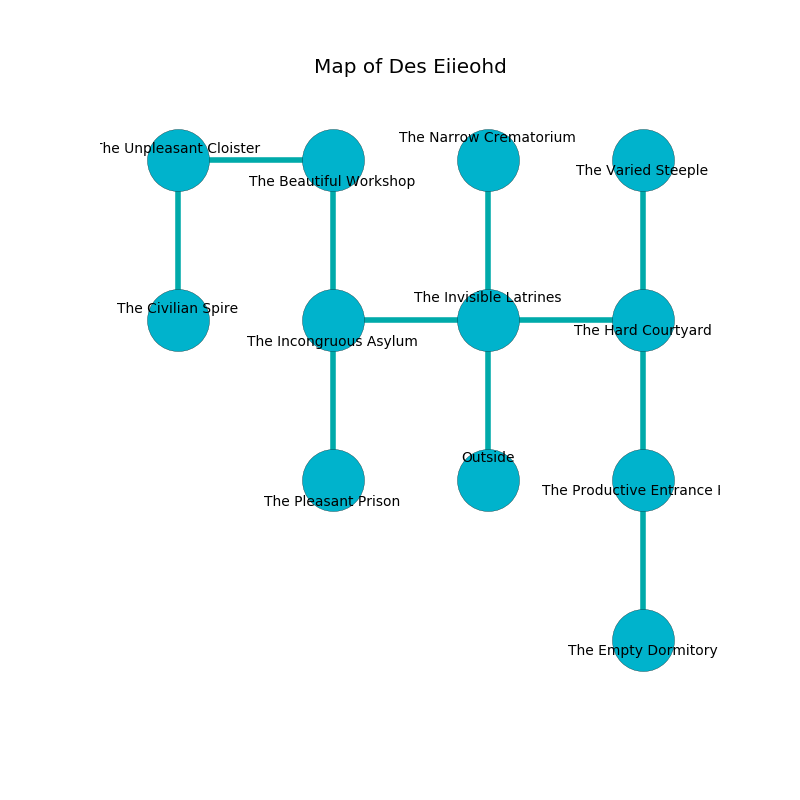 Map of Des Eiieohd
The Narrow Crematorium
The Unpleasant Cloister
The Varied Steeple
The Beautiful Workshop
The Invisible Latrines
The Civilian Spire
The Hard Courtyard
The Incongruous Asylum
Outside
The Productive Entrance I
The Pleasant Prison
The Empty Dormitory